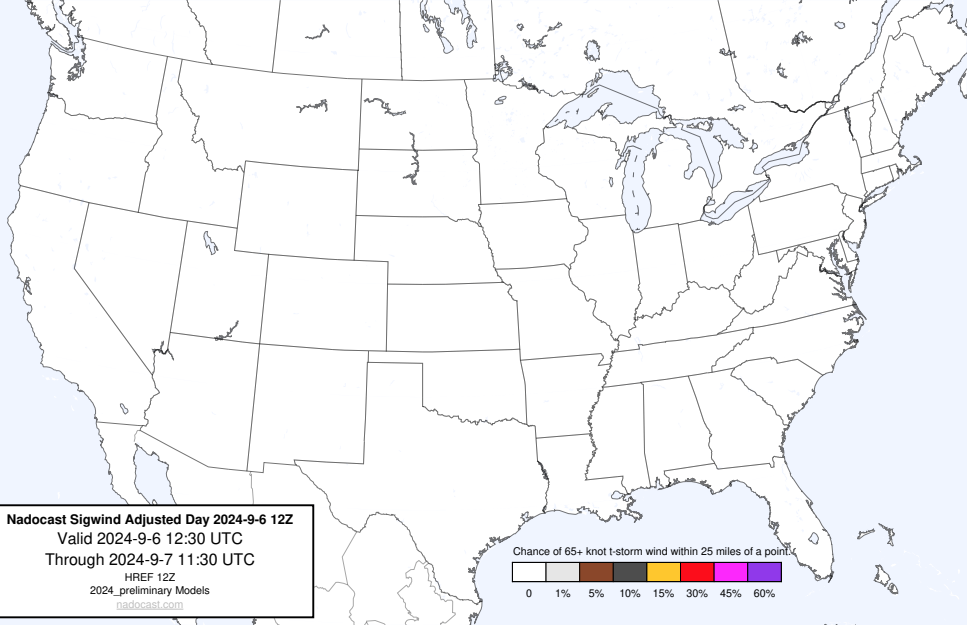 Nadocast Sigwind Adjusted Day 2024-9-6 12Z
Valid 2024-9-6 12:30 UTC
Through 2024-9-7 11:30 UTC
HREF 12Z
2024_preliminary Models
nadocast.com
Chance of 65+ knot t-storm wind within 25 miles of a point.
0 1% 5% 10% 15% 30% 45% 60%